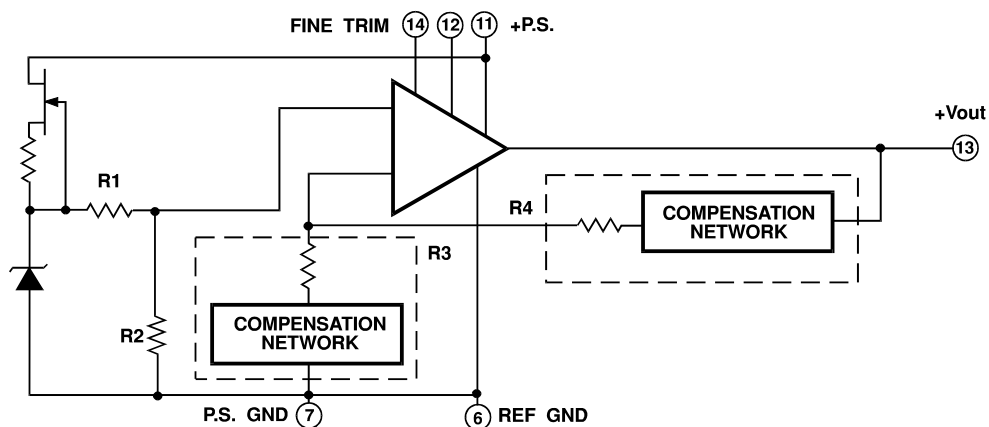 FINE TRIM 14 12 11 +P.S.
+Vout
13
R1
R4
COMPENSATION
NETWORK
R3
R2
COMPENSATION
NETWORK
P.S. GND 7
6 REF GND